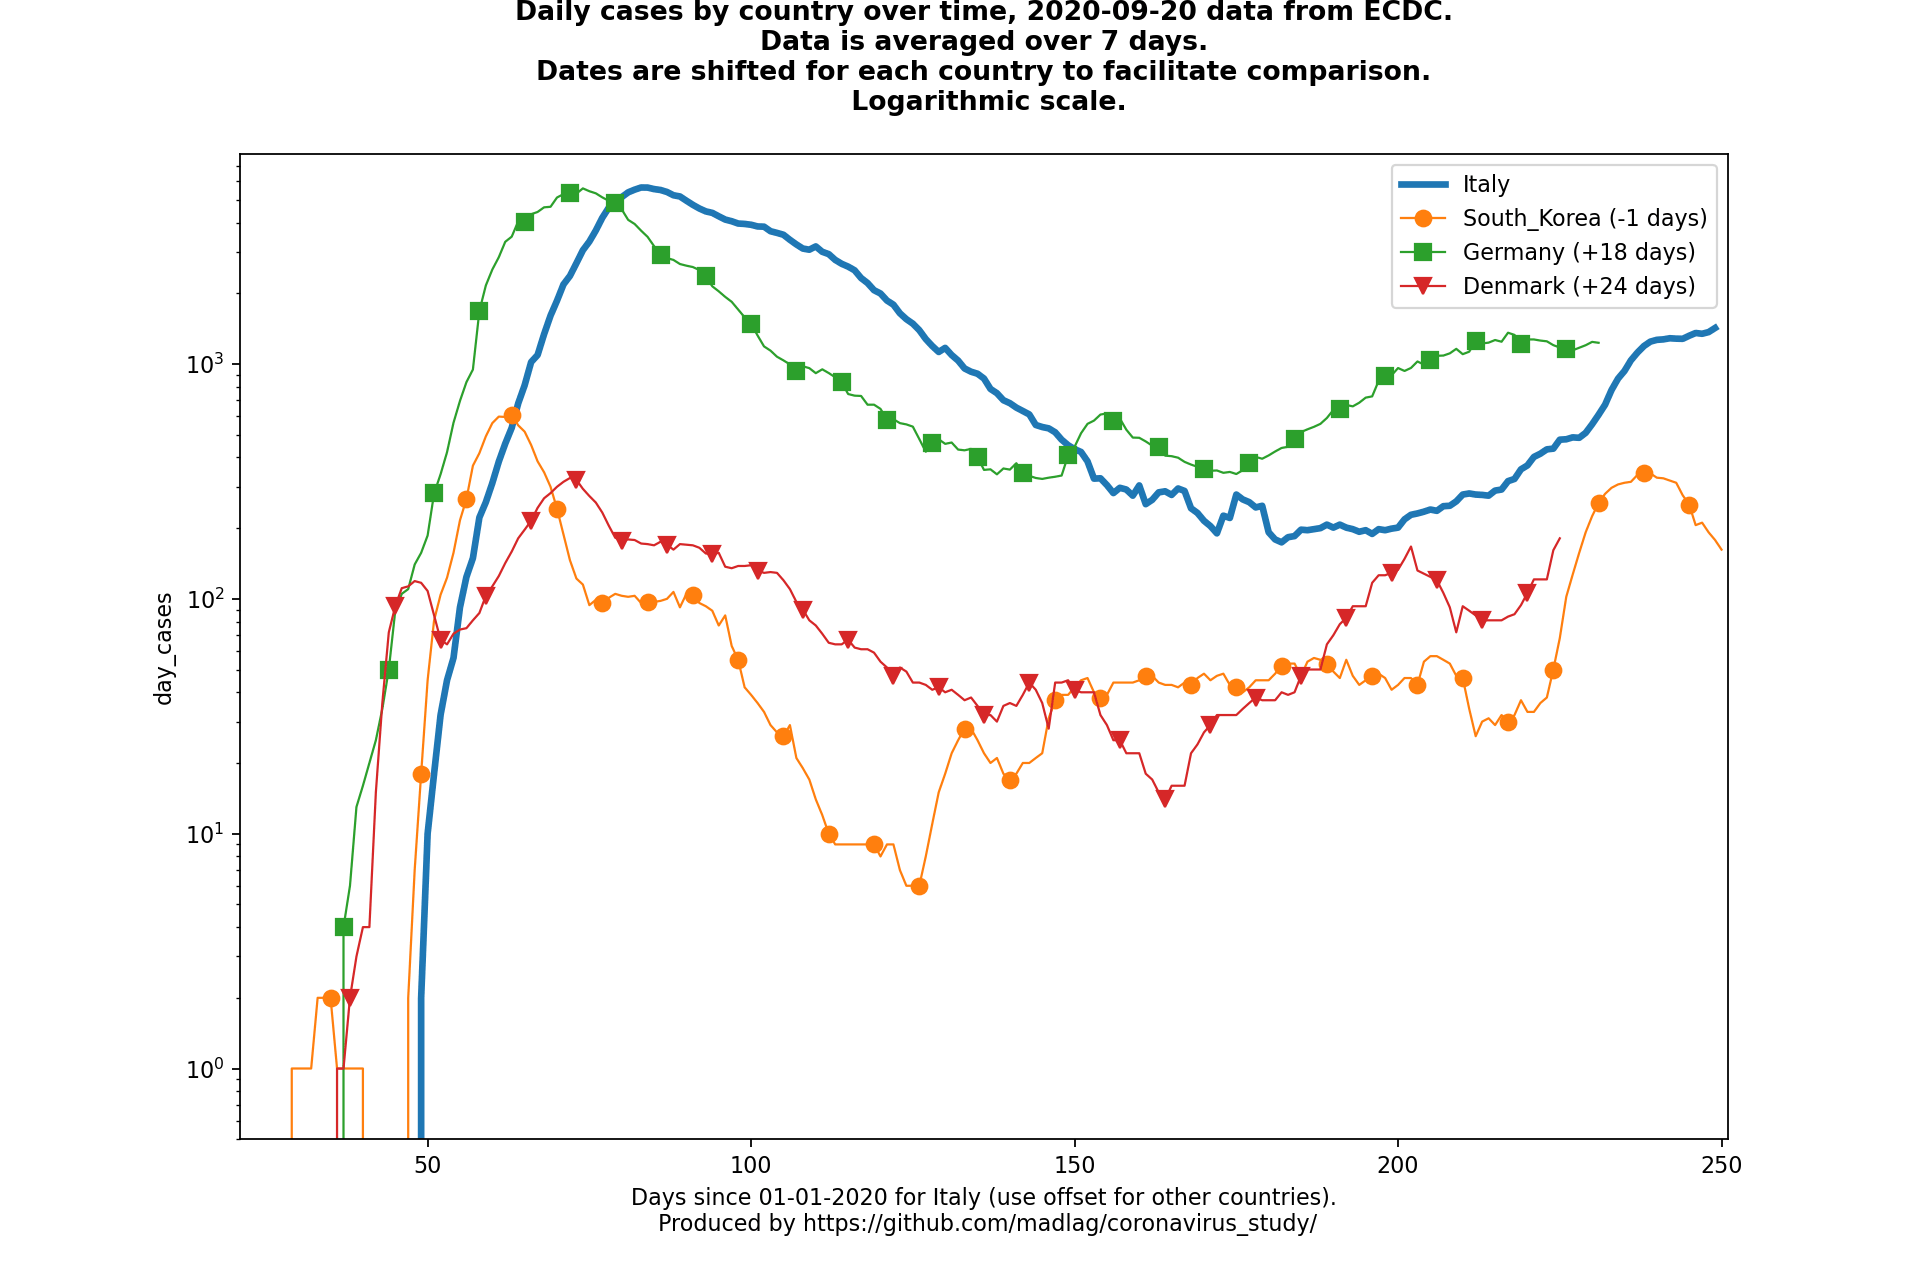 Daily cases by country over time, 2020-09-20 data from ECDC.
Data is averaged over 7 days.
Dates are shifted for each country to facilitate comparison.
Logarithmic scale.
Italy
South_Korea (-1 days)
Germany (+18 days)
Denmark (+24 days)
day_cases
10³
10²
10¹
10⁰
50
100
150
200
250
Days since 01-01-2020 for Italy (use offset for other countries).
Produced by https://github.com/madlag/coronavirus_study/